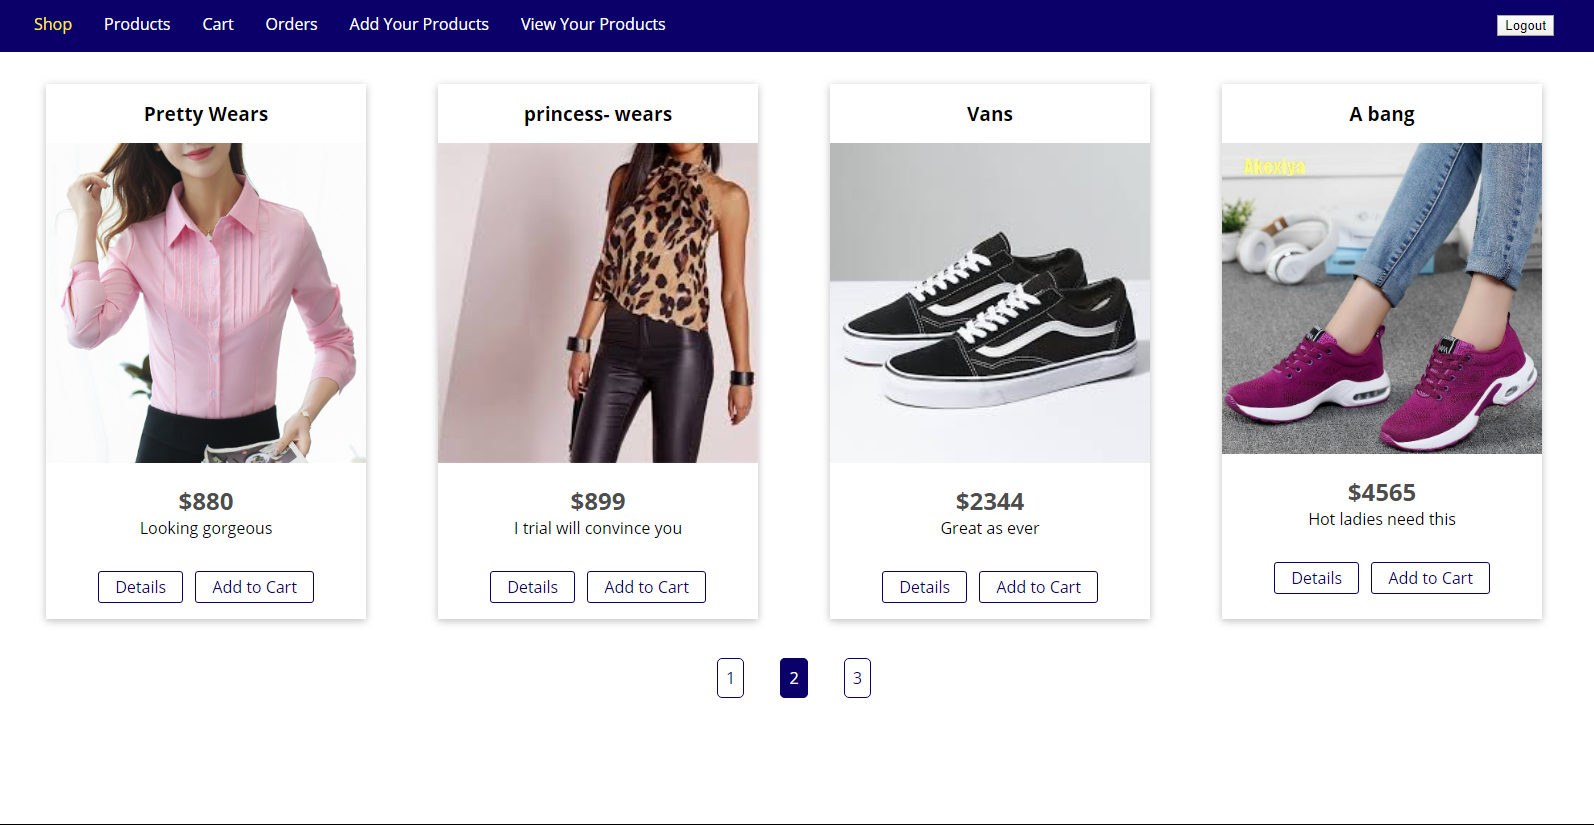 Shop Products Cart Orders Add Your Products View Your Products Logout
Pretty Wears
princess- wears
Vans
A bang
Akexiya
$880
Looking gorgeous
Details Add to Cart
$899
I trial will convince you
Details Add to Cart
$2344
Great as ever
Details Add to Cart
$4565
Hot ladies need this
Details Add to Cart
1 2 3